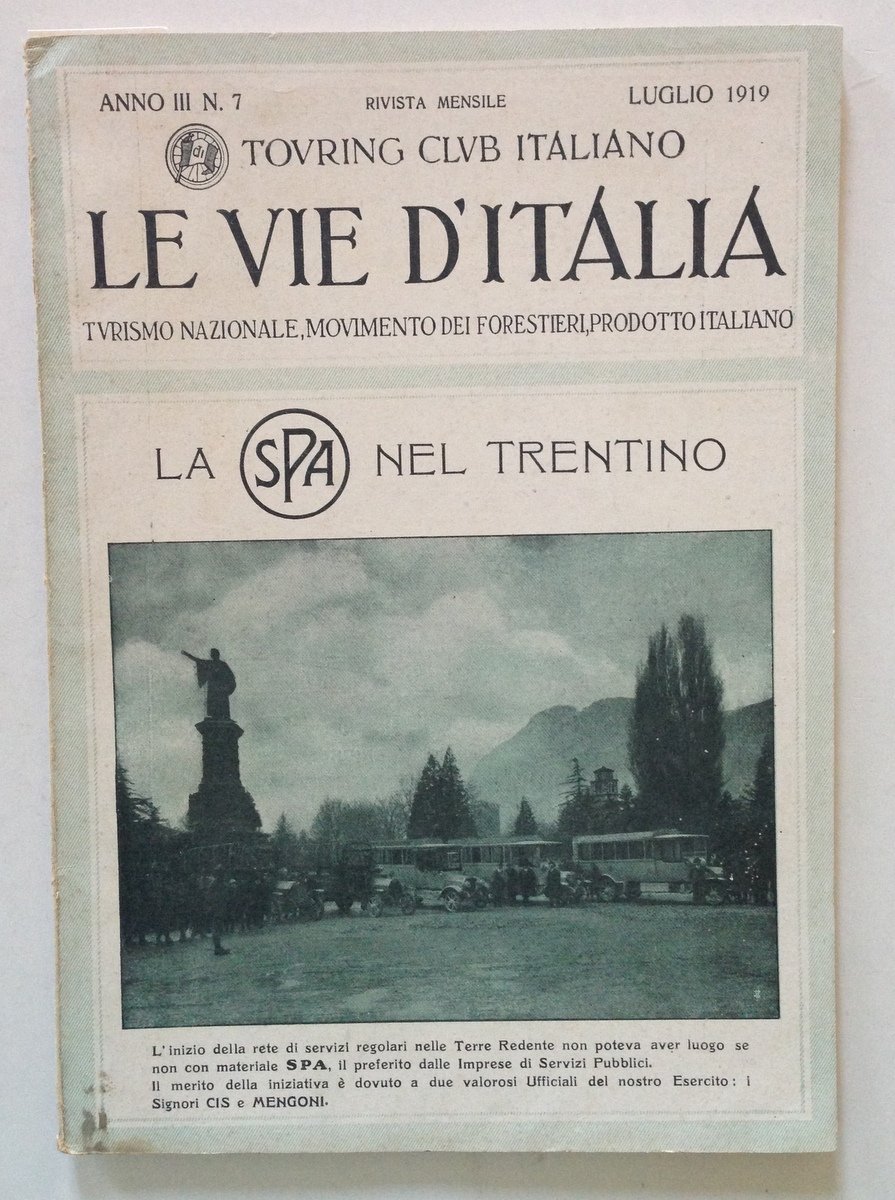 ANNO III N. 7 RIVISTA MENSILE LUGLIO 1919
TOVRING CLVB ITALIANO
LE VIE D'ITALIA
TVRISMO NAZIONALE, MOVIMENTO DEI FORESTIERI, PRODOTTO ITALIANO
LA SPA NEL TRENTINO
L'inizio della rete di servizi regolari nelle Terre Redente non poteva aver luogo se
non con materiale SPA, il preferito dalle Imprese di Servizi Pubblici.
Il merito della iniziativa è dovuto a due valorosi Ufficiali del nostro Esercito: i
Signori CIS e MENGONI.